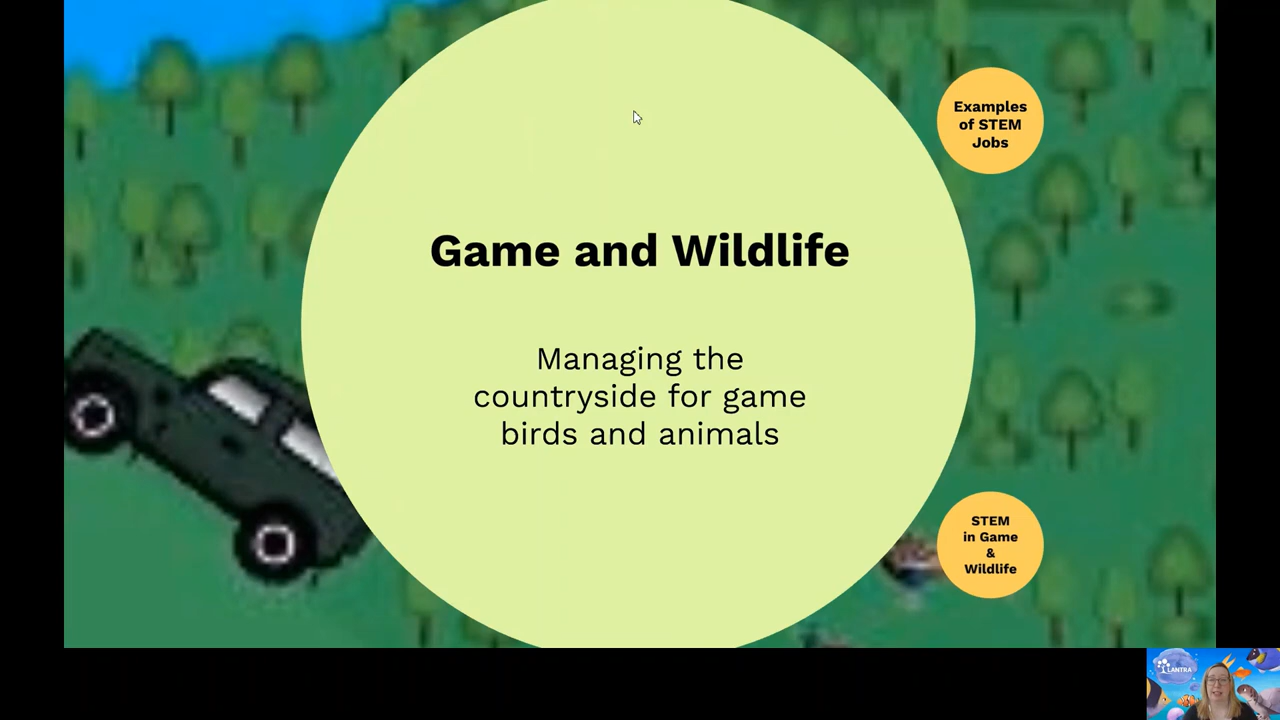 Examples
of STEM
Jobs
Game and Wildlife
Managing the
countryside for game
birds and animals
STEM
in Game
&
Wildlife
LANTRA